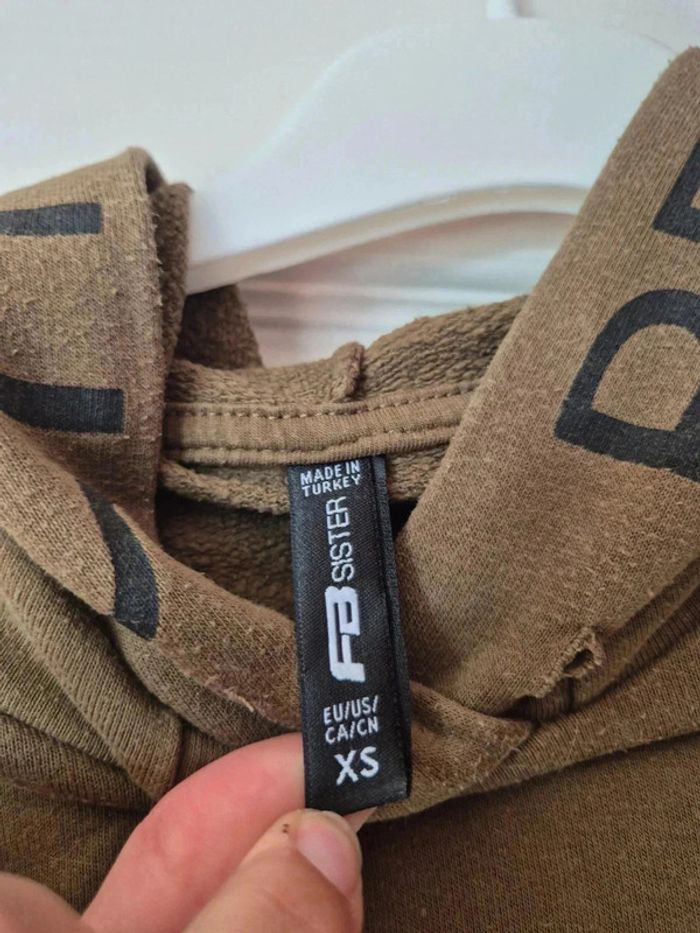 MADE IN
TURKEY
FB SISTER
EU/US/
CA/CN
XS